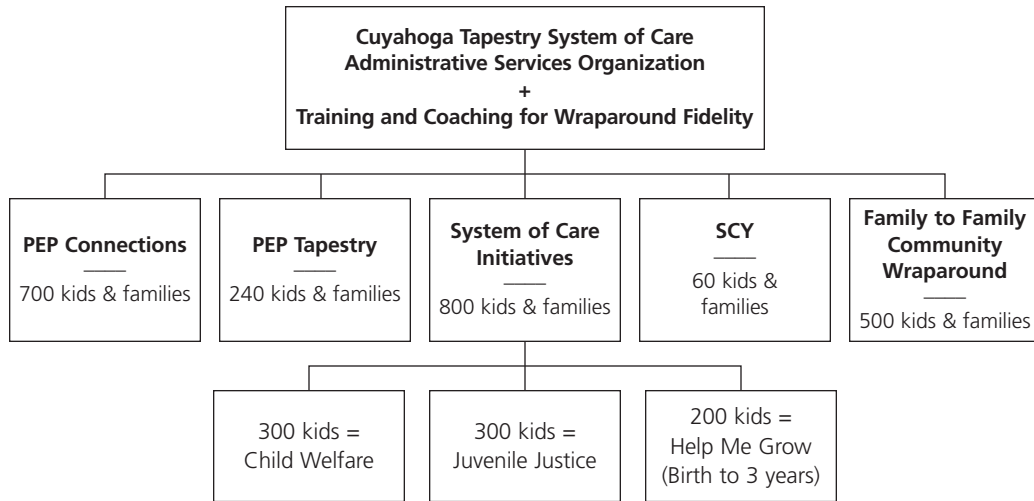 Cuyahoga Tapestry System of Care
Administrative Services Organization
+
Training and Coaching for Wraparound Fidelity
PEP Connections
700 kids & families
PEP Tapestry
240 kids & families
System of Care
Initiatives
800 kids & families
SCY
60 kids &
families
Family to Family
Community
Wraparound
500 kids & families
300 kids =
Child Welfare
300 kids =
Juvenile Justice
200 kids =
Help Me Grow
(Birth to 3 years)